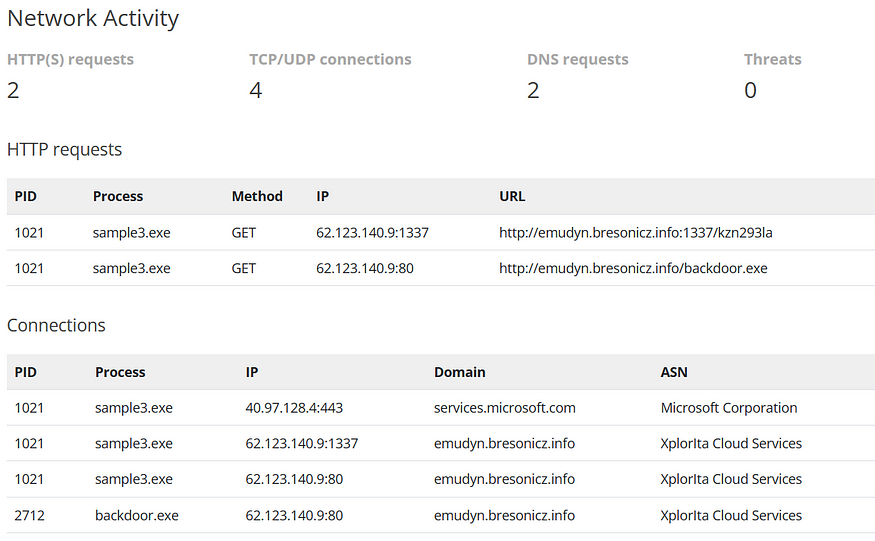 Network Activity
HTTP(S) requests TCP/UDP connections DNS requests Threats
2 4 2 0
HTTP requests
PID Process Method IP URL
1021 sample3.exe GET 62.123.140.9:1337 http://emudyn.bresonicz.info:1337/kzn293la
1021 sample3.exe GET 62.123.140.9:80 http://emudyn.bresonicz.info/backdoor.exe
Connections
PID Process IP Domain ASN
1021 sample3.exe 40.97.128.4:443 services.microsoft.com Microsoft Corporation
1021 sample3.exe 62.123.140.9:1337 emudyn.bresonicz.info XplorIta Cloud Services
1021 sample3.exe 62.123.140.9:80 emudyn.bresonicz.info XplorIta Cloud Services
2712 backdoor.exe 62.123.140.9:80 emudyn.bresonicz.info XplorIta Cloud Services